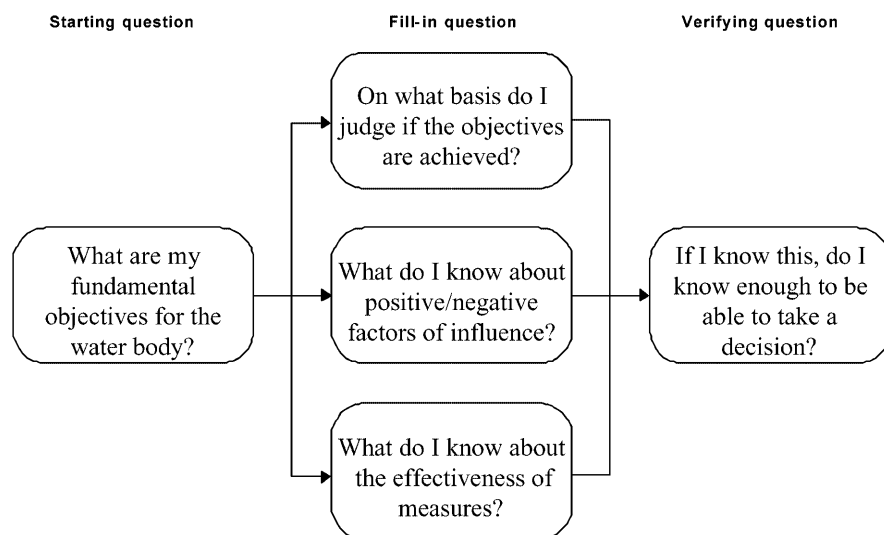 Starting question
Fill-in question
Verifying question
On what basis do I
judge if the objectives
are achieved?
What are my
fundamental
objectives for the
water body?
What do I know about
positive/negative
factors of influence?
If I know this, do I
know enough to be
able to take a
decision?
What do I know about
the effectiveness of
measures?